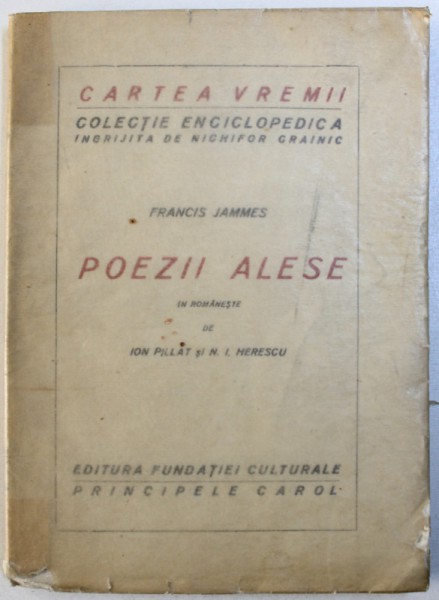 CARTEA VREMII
COLECȚIE ENCICLOPEDICA
INGRIJITA DE NICHIFOR CRAINIC
FRANCIS JAMMES
POEZII ALESE
IN ROMÂNEȘTE
DE
ION PILLAT și N. I. HERESCU
EDITURA FUNDAȚIEI CULTURALE
PRINCIPELE CAROL